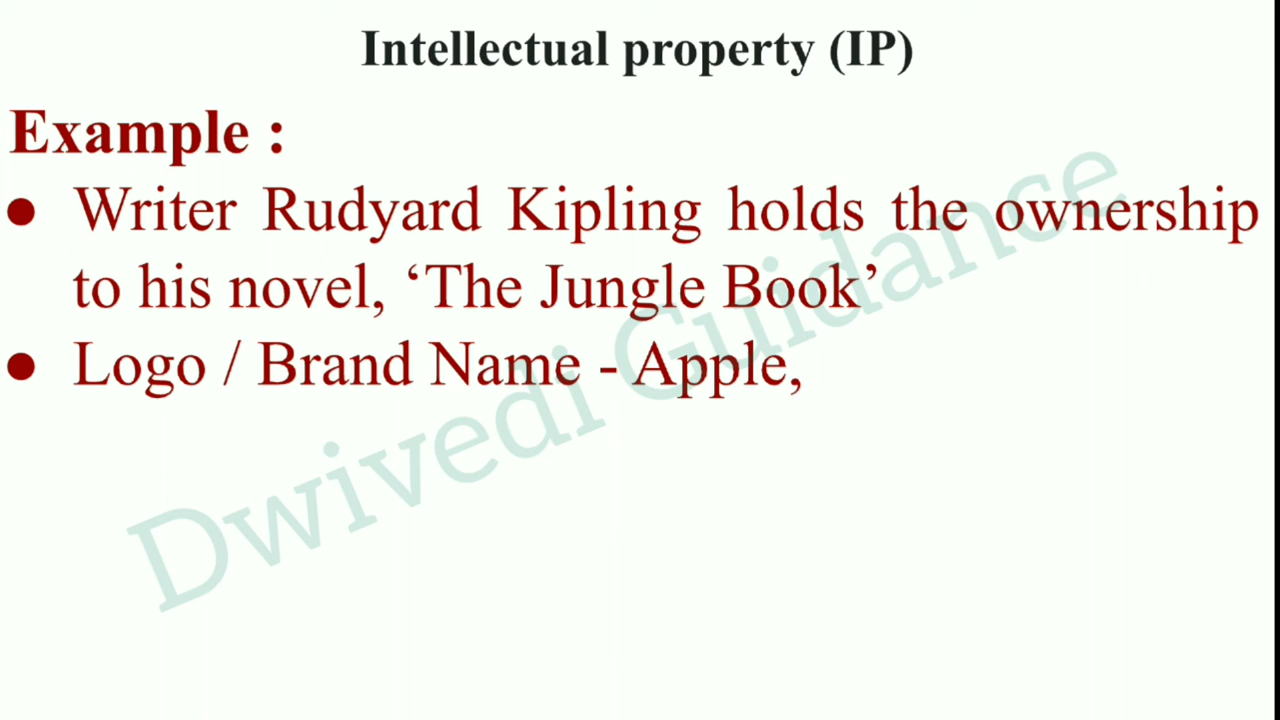 Intellectual property (IP)
Example :
● Writer Rudyard Kipling holds the ownership
to his novel, ‘The Jungle Book’
● Logo / Brand Name - Apple,
Dwivedi Guidance